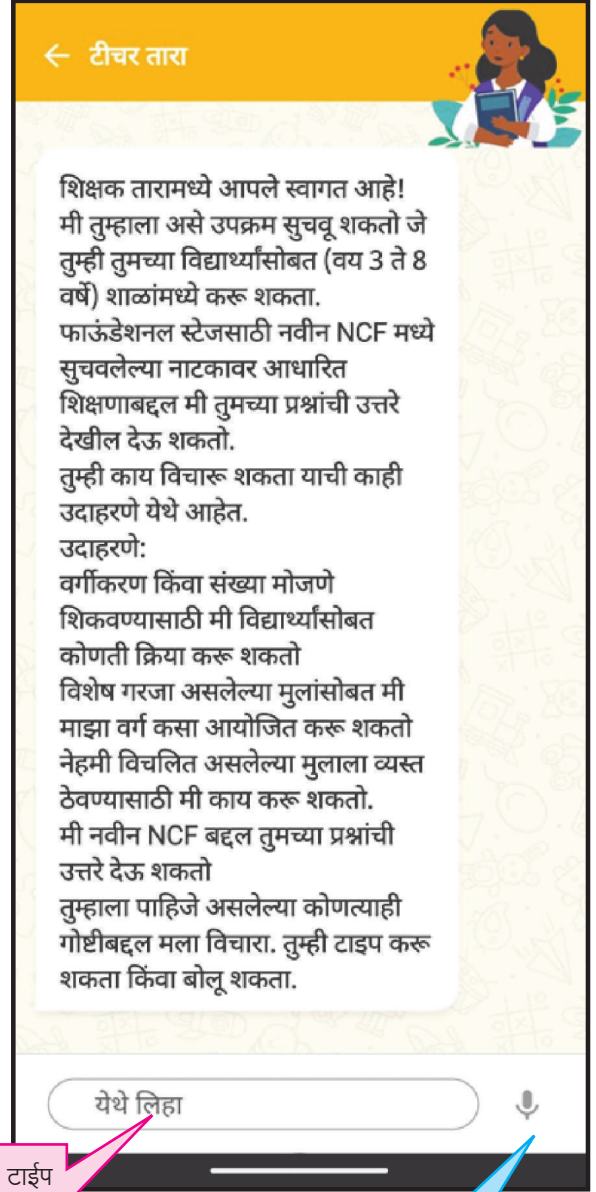 टीचर तारा
शिक्षक तारामध्ये आपले स्वागत आहे!
मी तुम्हाला असे उपक्रम सुचवू शकतो जे
तुम्ही तुमच्या विद्यार्थ्यांसोबत (वय 3 ते 8
वर्षे) शाळांमध्ये करू शकता.
फाऊंडेशनल स्टेजसाठी नवीन NCF मध्ये
सुचवलेल्या नाटकावर आधारित
शिक्षणाबद्दल मी तुमच्या प्रश्नांची उत्तरे
देखील देऊ शकतो.
तुम्ही काय विचारू शकता याची काही
उदाहरणे येथे आहेत.
उदाहरणे:
वर्गीकरण किंवा संख्या मोजणे
शिकवण्यासाठी मी विद्यार्थ्यांसोबत
कोणती क्रिया करू शकतो
विशेष गरजा असलेल्या मुलांसोबत मी
माझा वर्ग कसा आयोजित करू शकतो
नेहमी विचलित असलेल्या मुलाला व्यस्त
ठेवण्यासाठी मी काय करू शकतो.
मी नवीन NCF बद्दल तुमच्या प्रश्नांची
उत्तरे देऊ शकतो
तुम्हाला पाहिजे असलेल्या कोणत्याही
गोष्टीबद्दल मला विचारा. तुम्ही टाइप करू
शकता किंवा बोलू शकता.
येथे लिहा
टाईप